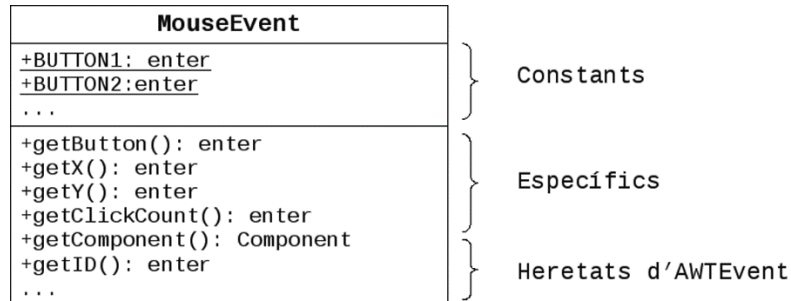 MouseEvent
+BUTTON1: enter
+BUTTON2:enter
...
Constants
+getButton(): enter
+getX(): enter
+getY(): enter
+getClickCount(): enter
Específics
+getComponent(): Component
+getID(): enter
...
Heretats d'AWTEvent